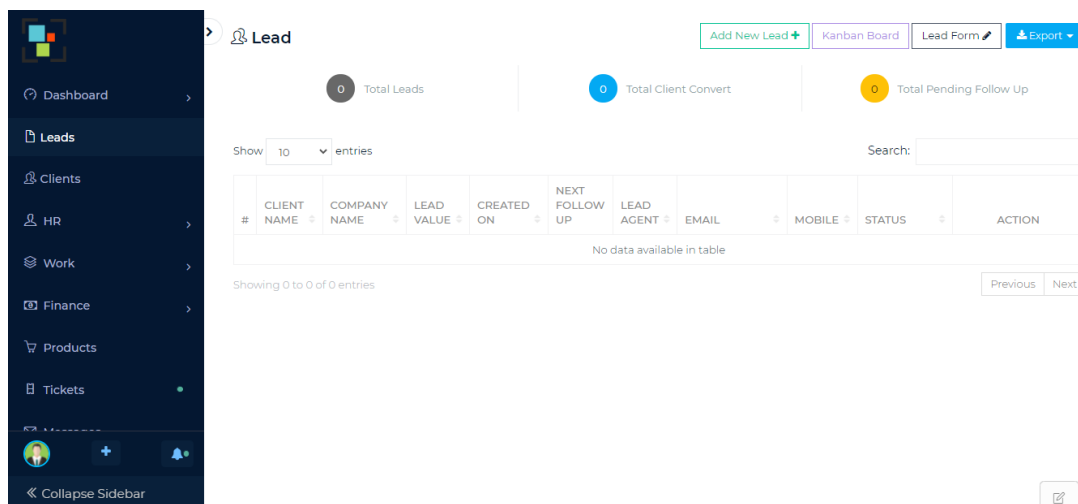 Dashboard
Leads
Clients
HR
Work
Finance
Products
Tickets
Messages
Collapse Sidebar
Lead
Add New Lead
Kanban Board
Lead Form
Export
0 Total Leads
0 Total Client Convert
0 Total Pending Follow Up
Show 10 entries
Search:
# CLIENT NAME COMPANY NAME LEAD VALUE CREATED ON NEXT FOLLOW UP LEAD AGENT EMAIL MOBILE STATUS ACTION
No data available in table
Showing 0 to 0 of 0 entries
Previous Next